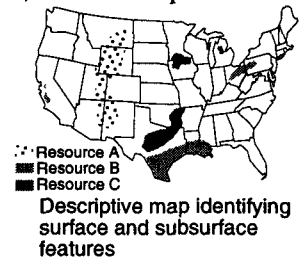 Resource A
Resource B
Resource C
Descriptive map identifying
surface and subsurface
features